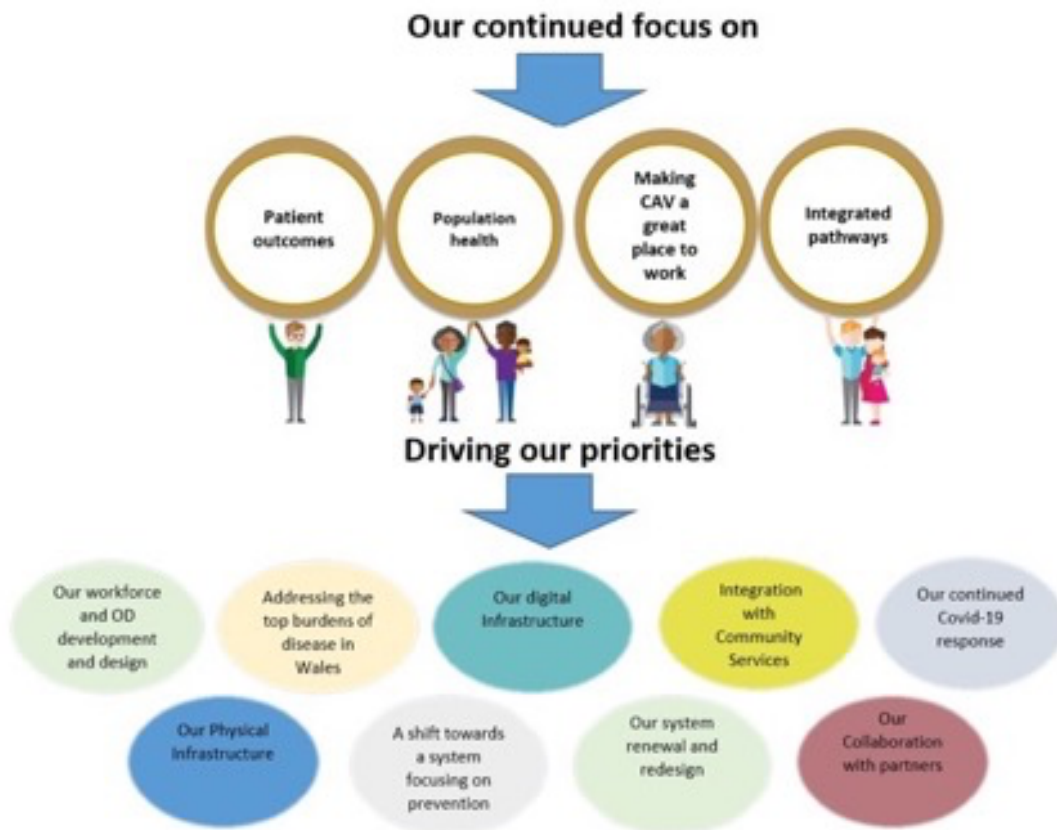 Our continued focus on
Patient
outcomes
Population
health
Making
CAV a
great
place to
work
Integrated
pathways
Driving our priorities
Our workforce
and OD
development
and design
Addressing the
top burdens of
disease in
Wales
Our digital
Infrastructure
Integration
with
Community
Services
Our continued
Covid-19
response
Our Physical
Infrastructure
A shift towards
a system
focusing on
prevention
Our system
renewal and
redesign
Our
Collaboration
with partners